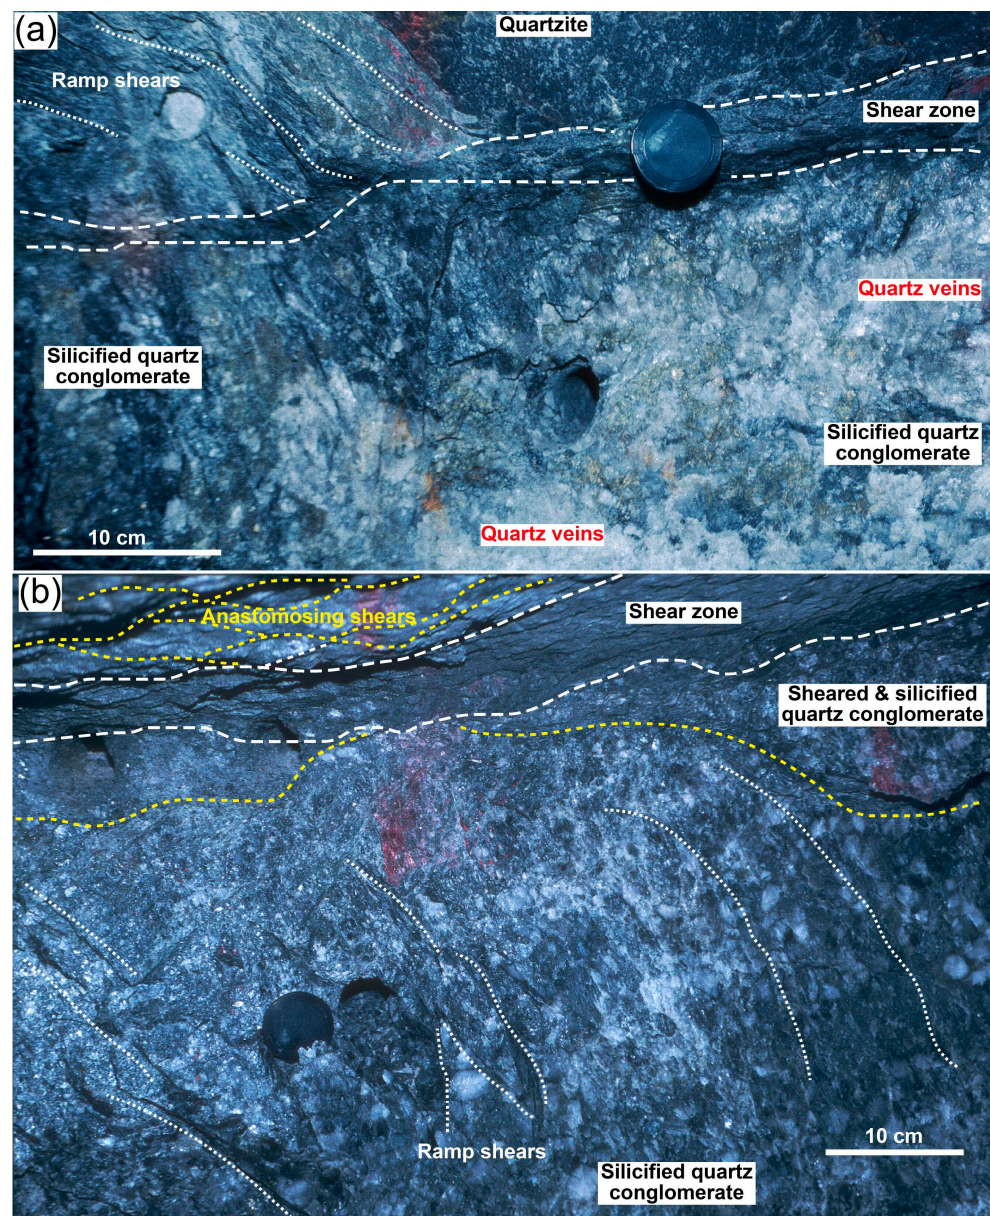 (a)
Quartzite
Ramp shears
Shear zone
Quartz veins
Silicified quartz
conglomerate
Silicified quartz
conglomerate
Quartz veins
10 cm
(b)
Anastomosing shears
Shear zone
Sheared & silicified
quartz conglomerate
10 cm
Ramp shears
Silicified quartz
conglomerate